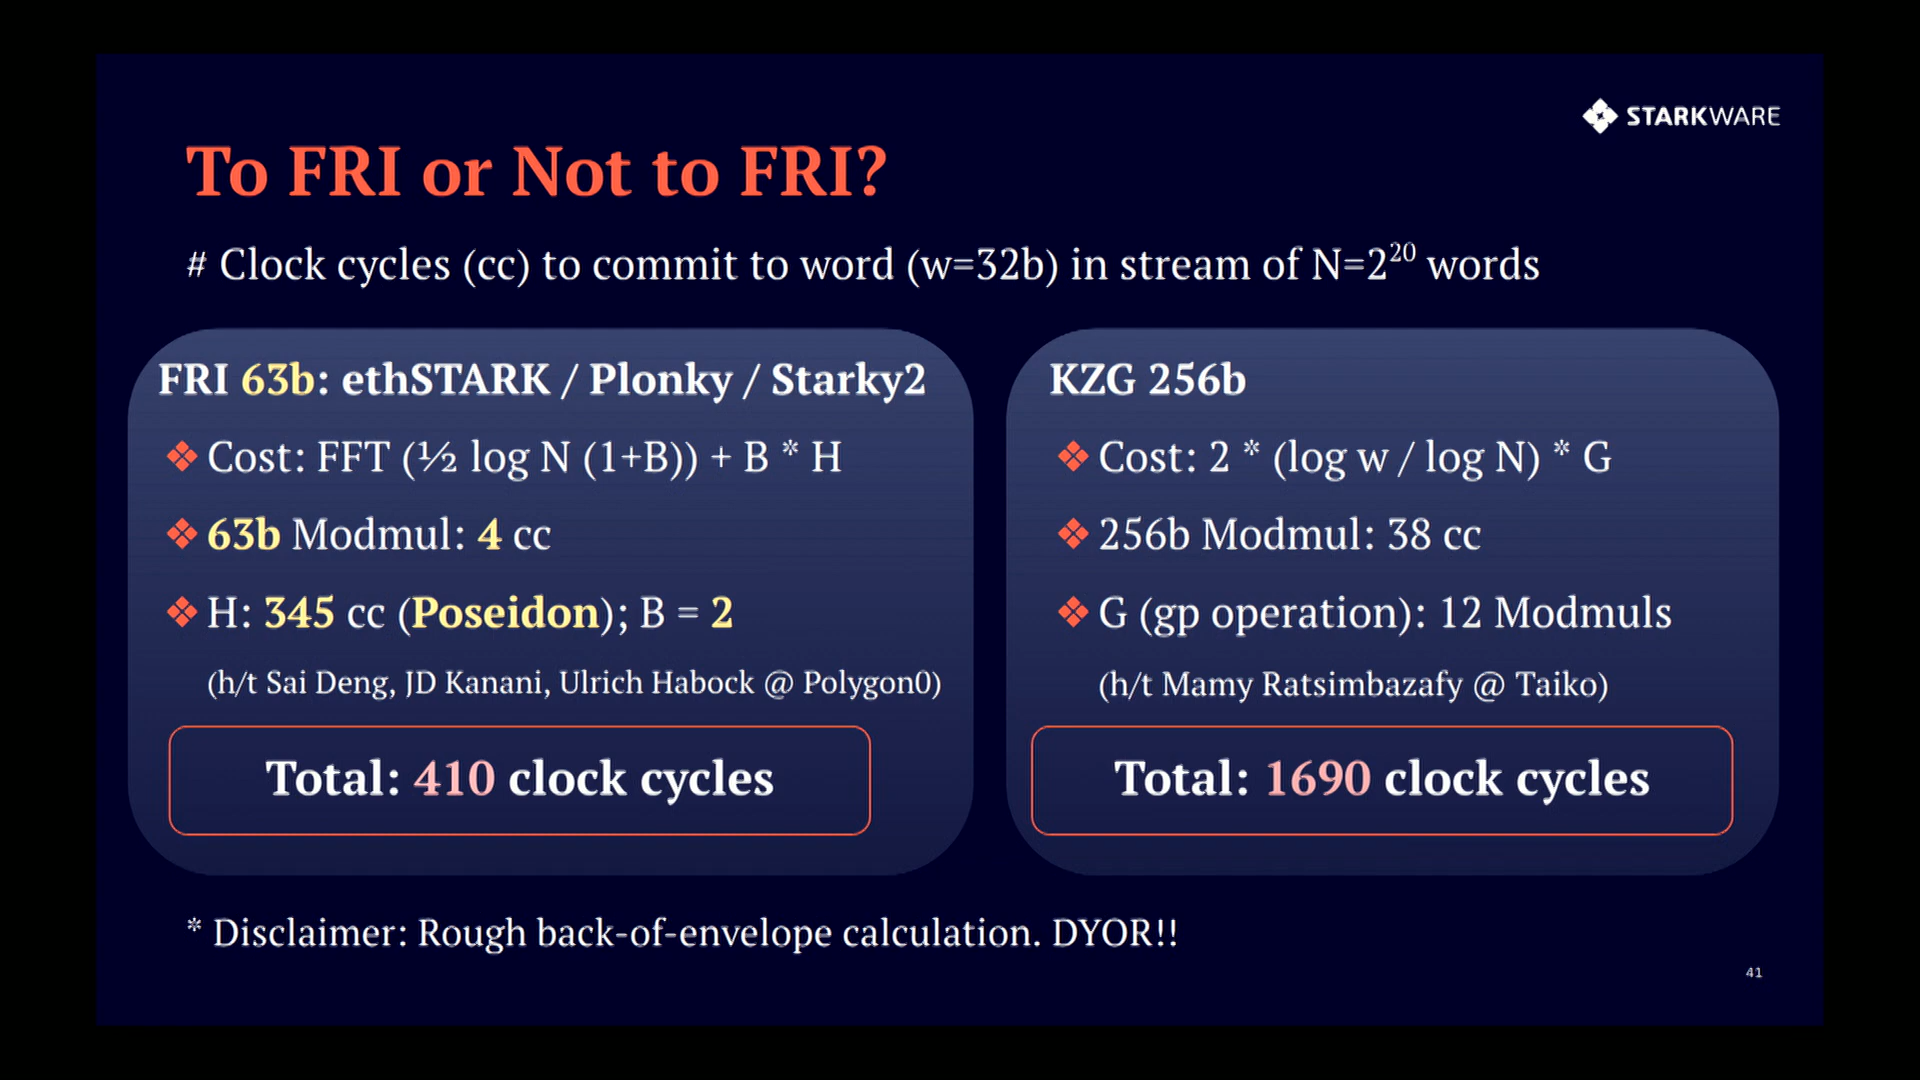 STARKWARE
To FRI or Not to FRI?
# Clock cycles (cc) to commit to word (w=32b) in stream of N=2²⁰ words
FRI 63b: ethSTARK / Plonky / Starky2
❖ Cost: FFT (½ log N (1+B)) + B * H
❖ 63b Modmul: 4 cc
❖ H: 345 cc (Poseidon); B = 2
(h/t Sai Deng, JD Kanani, Ulrich Habock @ Polygon0)
Total: 410 clock cycles
KZG 256b
❖ Cost: 2 * (log w / log N) * G
❖ 256b Modmul: 38 cc
❖ G (gp operation): 12 Modmuls
(h/t Mamy Ratsimbazafy @ Taiko)
Total: 1690 clock cycles
* Disclaimer: Rough back-of-envelope calculation. DYOR!!
41